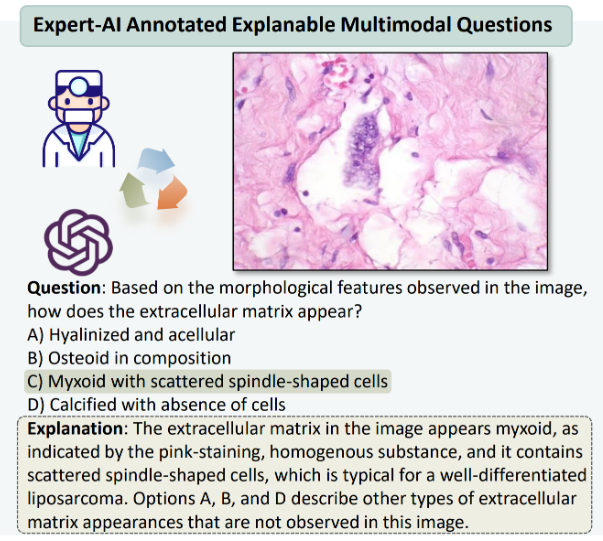 Expert-AI Annotated Explanable Multimodal Questions
Question: Based on the morphological features observed in the image,
how does the extracellular matrix appear?
A) Hyalinized and acellular
B) Osteoid in composition
C) Myxoid with scattered spindle-shaped cells
D) Calcified with absence of cells
Explanation: The extracellular matrix in the image appears myxoid, as
indicated by the pink-staining, homogenous substance, and it contains
scattered spindle-shaped cells, which is typical for a well-differentiated
liposarcoma. Options A, B, and D describe other types of extracellular
matrix appearances that are not observed in this image.